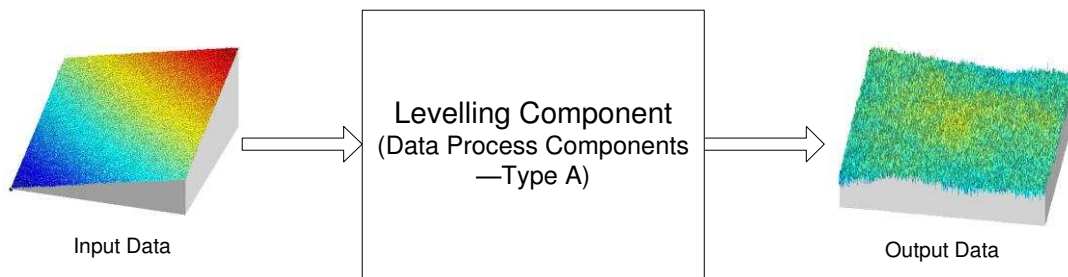 Input Data
Levelling Component
(Data Process Components
—Type A)
Output Data